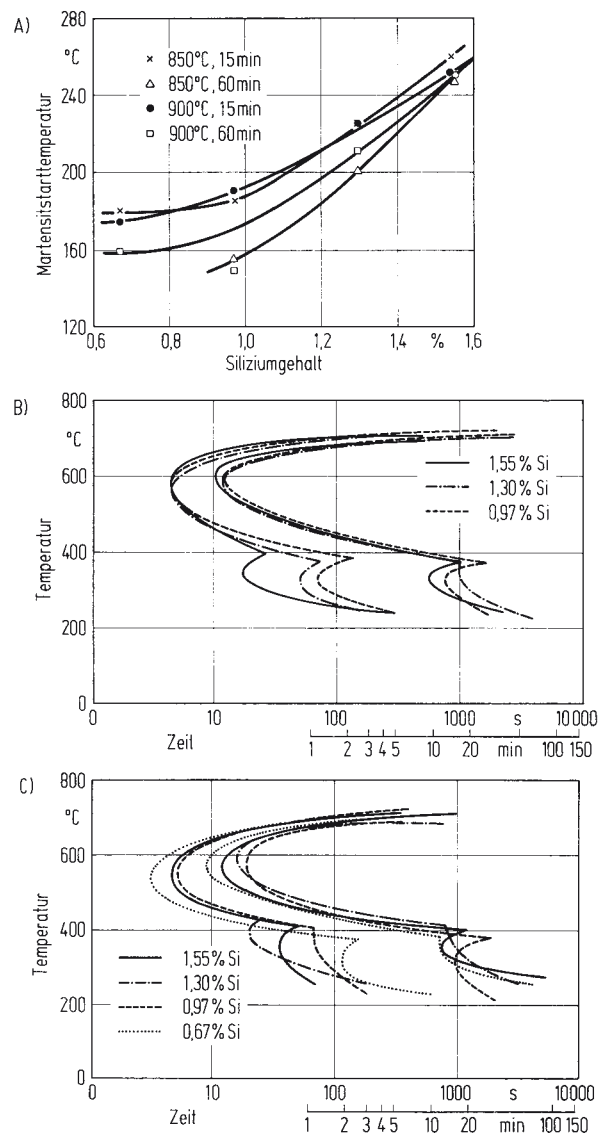 A)
280
°C
240
200
160
120
Martensitstarttemperatur
850°C, 15min
850°C, 60min
900°C, 15min
900°C, 60min
0,6 0,8 1,0 1,2 1,4 % 1,6
Siliziumgehalt
B)
800
°C
600
400
200
0
Temperatur
1,55% Si
1,30% Si
0,97% Si
0 10 100 1000 s 10000
Zeit
1 2 3 4 5 10 20 min 100 150
C)
800
°C
600
400
200
0
Temperatur
1,55% Si
1,30% Si
0,97% Si
0,67% Si
0 10 100 1000 s 10000
Zeit
1 2 3 4 5 10 20 min 100 150